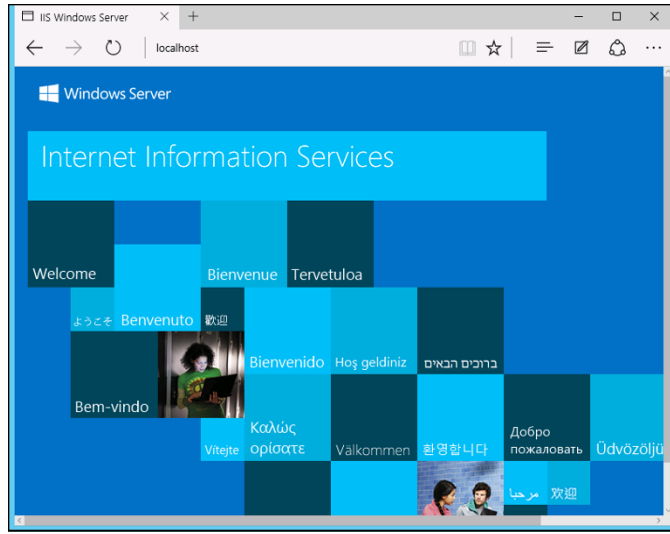 IIS Windows Server
localhost
Windows Server
Internet Information Services
Welcome
Bienvenue
Tervetuloa
ようこそ
Benvenuto
歡迎
Bienvenido
Hoş geldiniz
ברוכים הבאים
Bem-vindo
Vítejte
Καλώς
ορίσατε
Välkommen
환영합니다
Добро
пожаловать
Üdvözöljü
مرحبا
欢迎